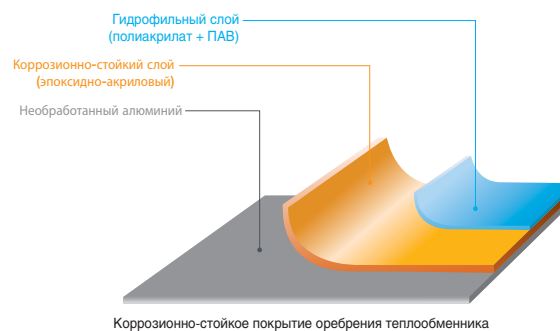 Гидрофильный слой
(полиакрилат + ПАВ)
Коррозионно-стойкий слой
(эпоксидно-акриловый)
Необработанный алюминий
Коррозионно-стойкое покрытие оребрения теплообменника